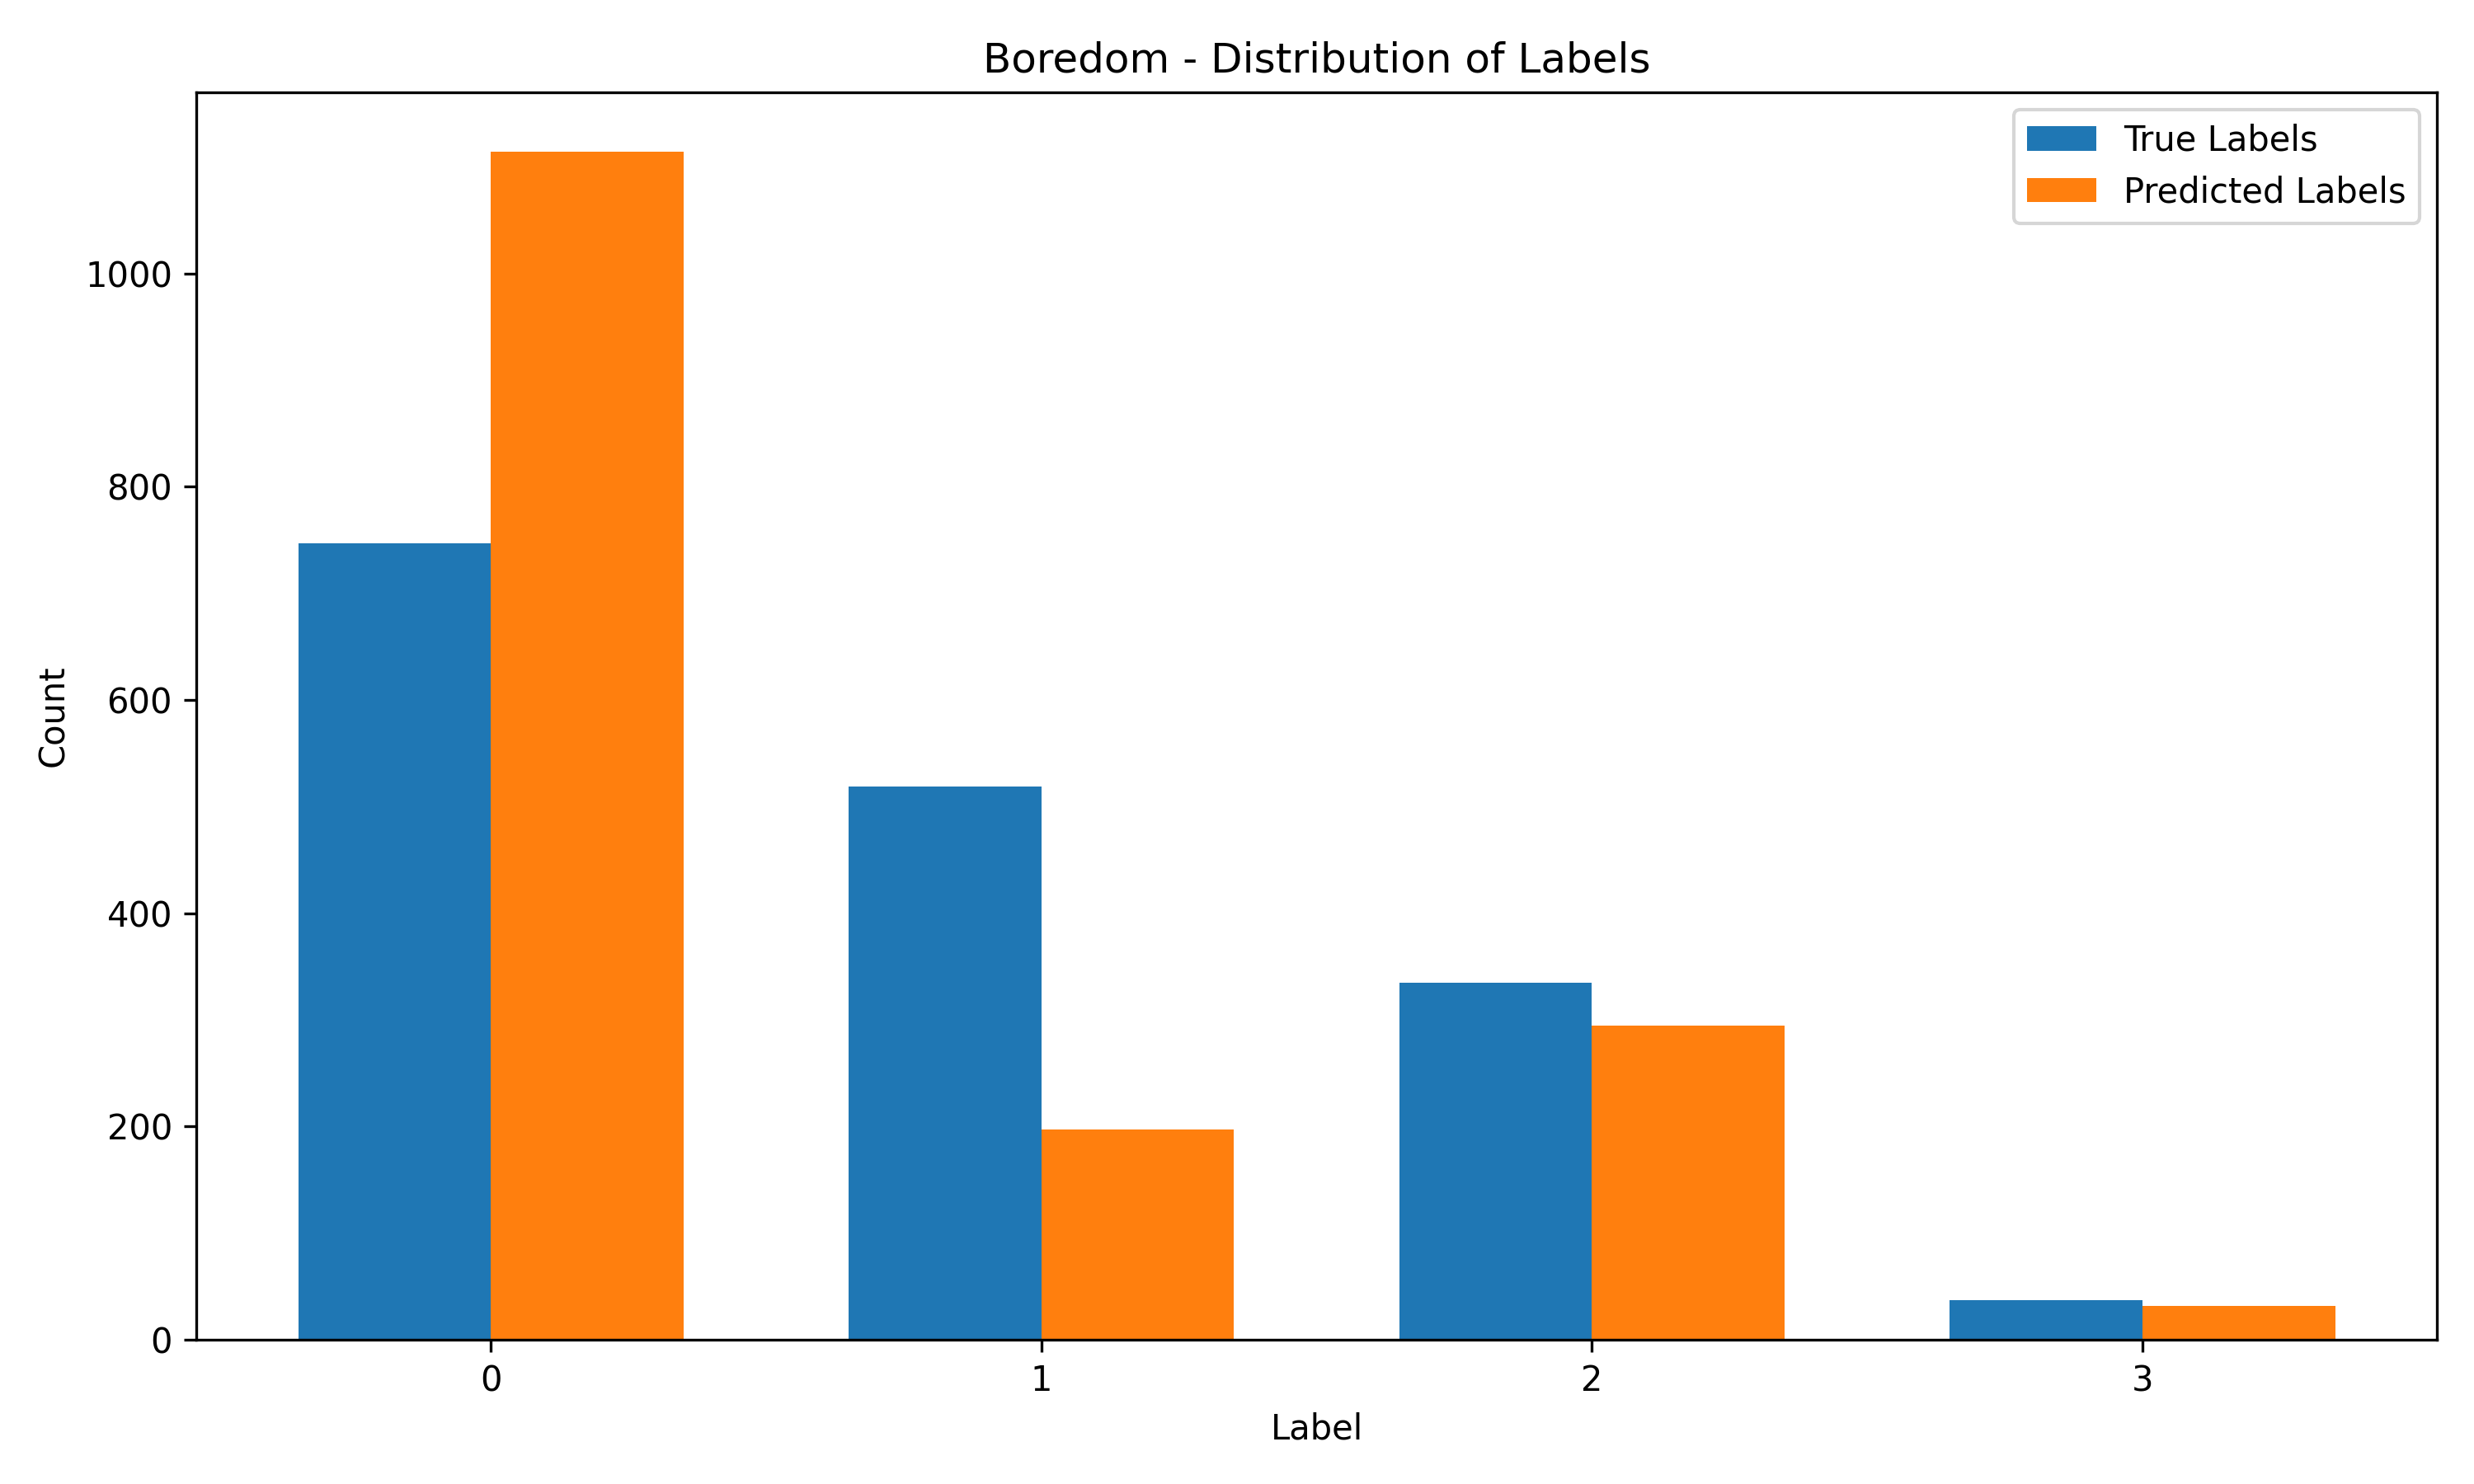 Boredom - Distribution of Labels
True Labels
Predicted Labels
Count
1000
800
600
400
200
0
0 1 2 3
Label